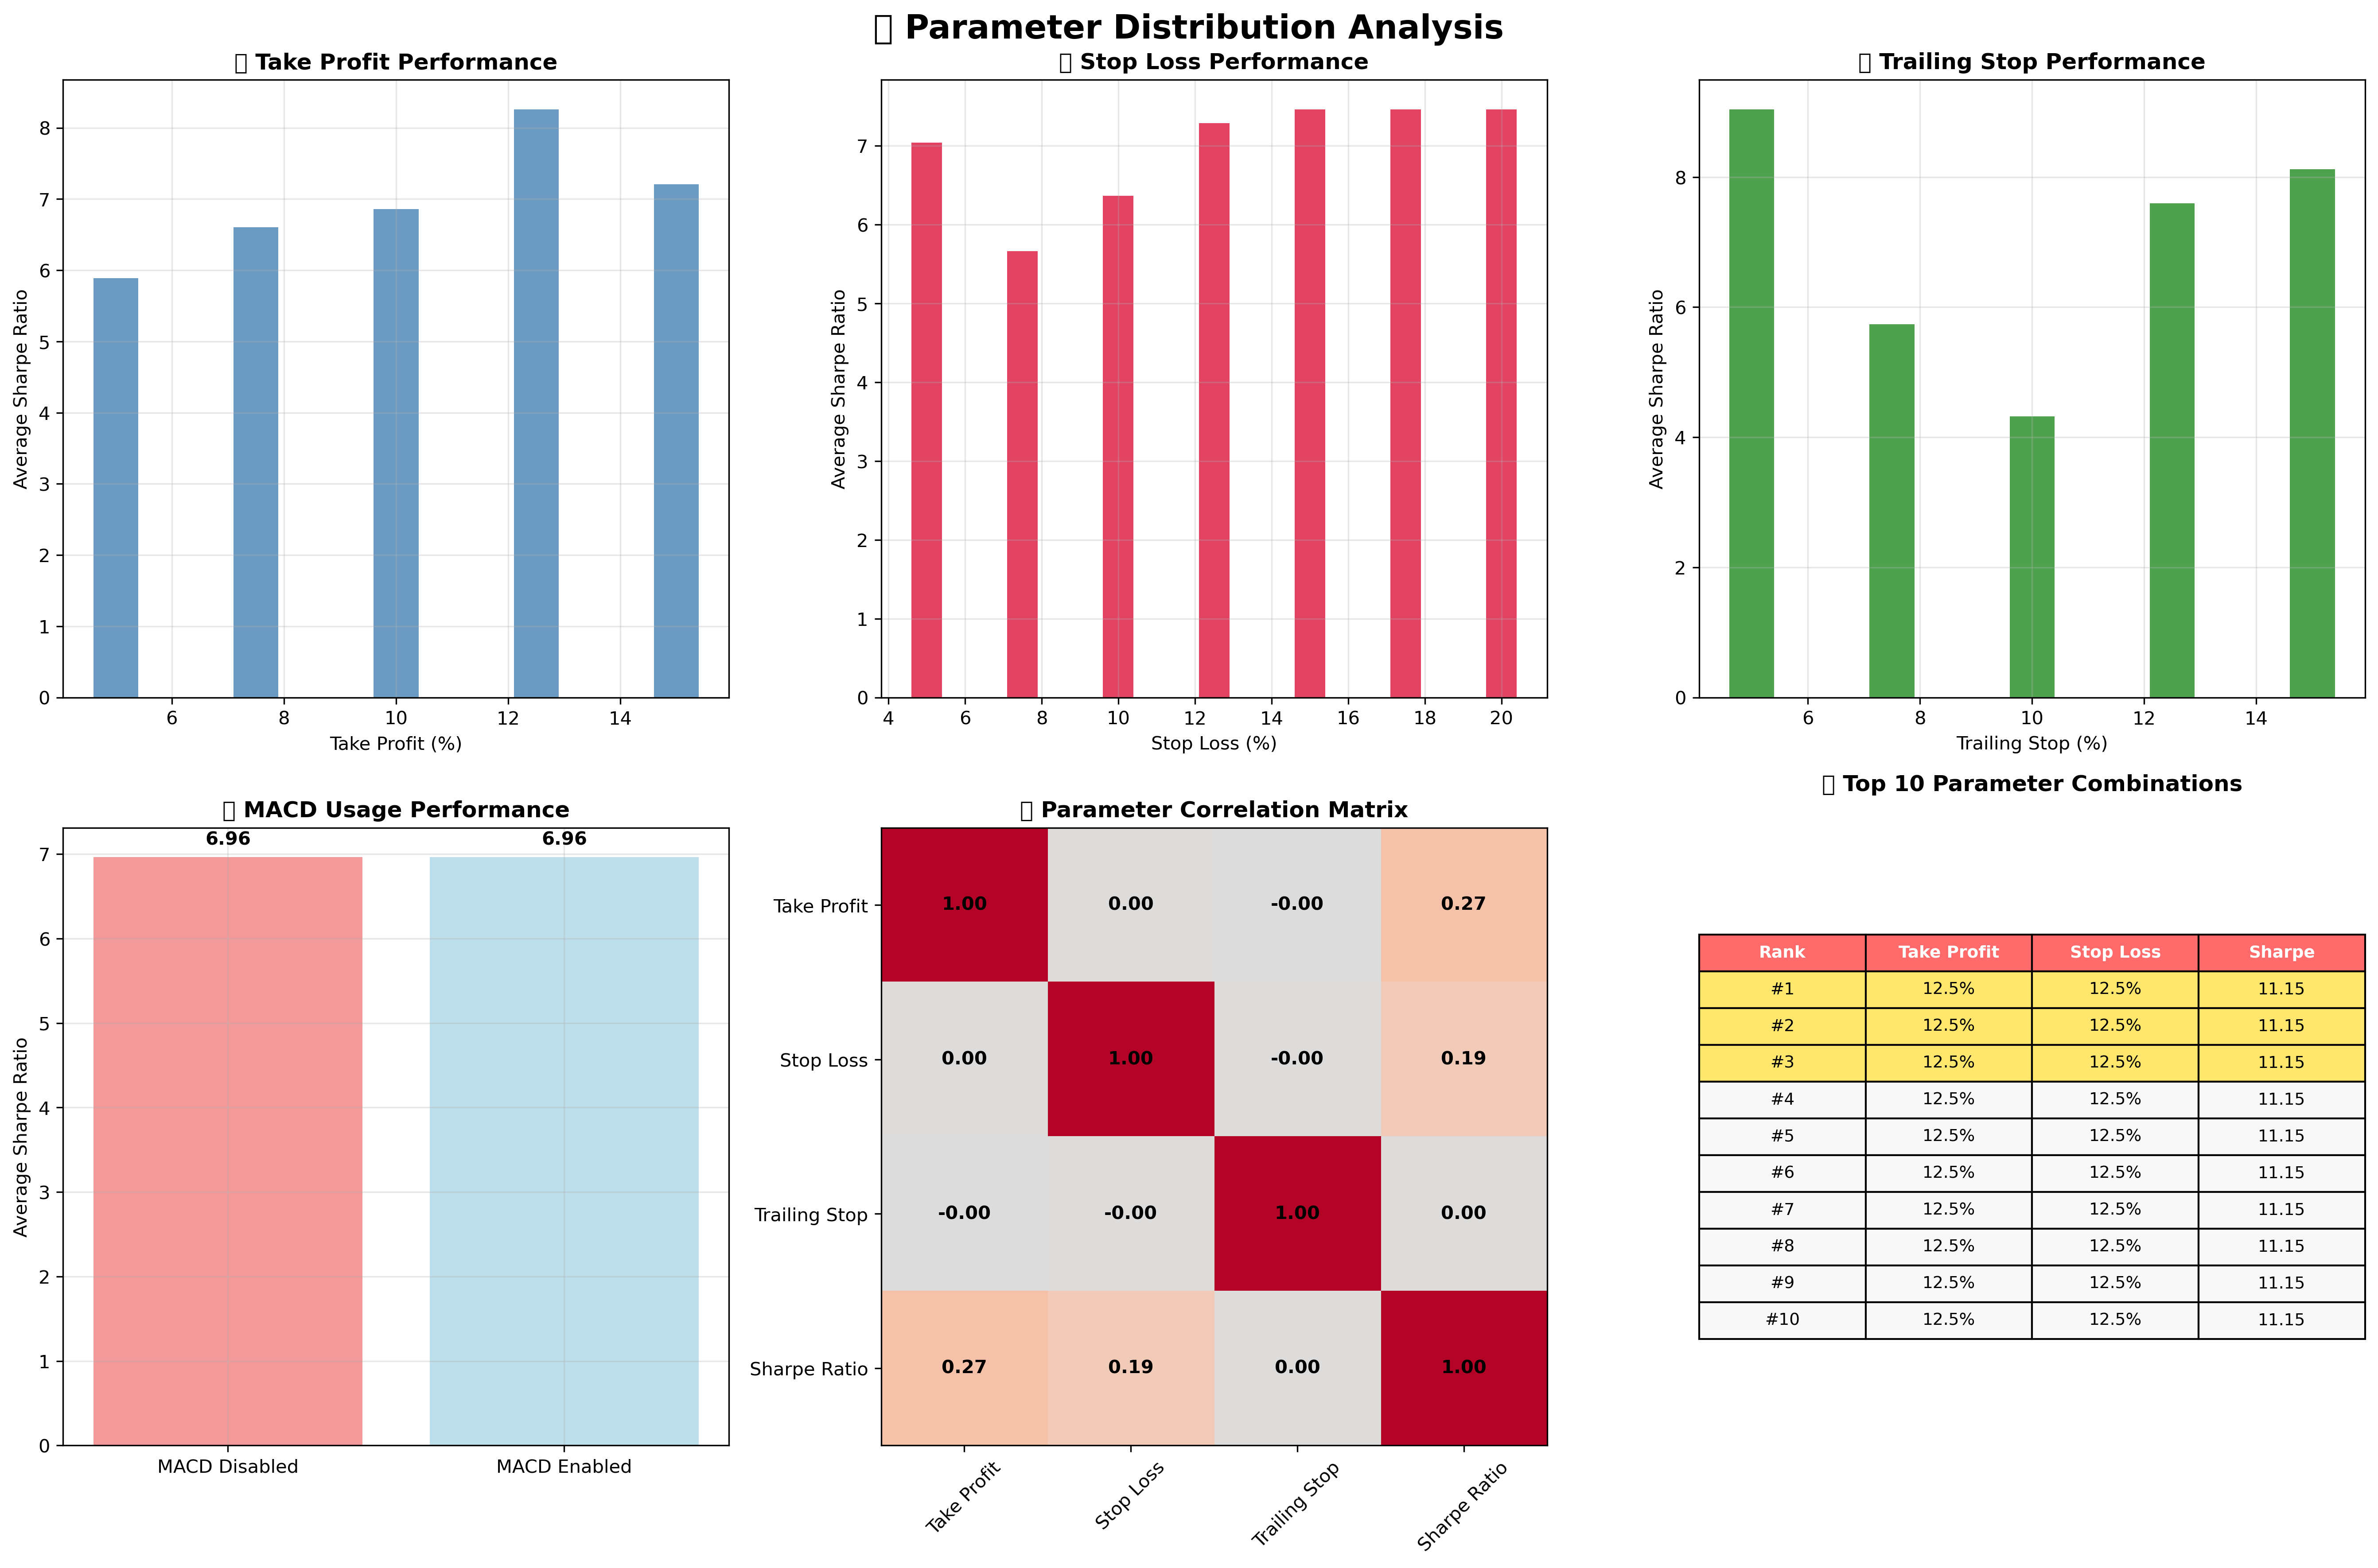 Parameter Distribution Analysis
Take Profit Performance
Average Sharpe Ratio
8
7
6
5
4
3
2
1
0
6 8 10 12 14
Take Profit (%)
Stop Loss Performance
Average Sharpe Ratio
7
6
5
4
3
2
1
0
4 6 8 10 12 14 16 18 20
Stop Loss (%)
Trailing Stop Performance
Average Sharpe Ratio
8
6
4
2
0
6 8 10 12 14
Trailing Stop (%)
MACD Usage Performance
6.96 6.96
Average Sharpe Ratio
7
6
5
4
3
2
1
0
MACD Disabled MACD Enabled
Parameter Correlation Matrix
Take Profit 1.00 0.00 -0.00 0.27
Stop Loss 0.00 1.00 -0.00 0.19
Trailing Stop -0.00 -0.00 1.00 0.00
Sharpe Ratio 0.27 0.19 0.00 1.00
Take Profit Stop Loss Trailing Stop Sharpe Ratio
Top 10 Parameter Combinations
Rank Take Profit Stop Loss Sharpe
#1 12.5% 12.5% 11.15
#2 12.5% 12.5% 11.15
#3 12.5% 12.5% 11.15
#4 12.5% 12.5% 11.15
#5 12.5% 12.5% 11.15
#6 12.5% 12.5% 11.15
#7 12.5% 12.5% 11.15
#8 12.5% 12.5% 11.15
#9 12.5% 12.5% 11.15
#10 12.5% 12.5% 11.15